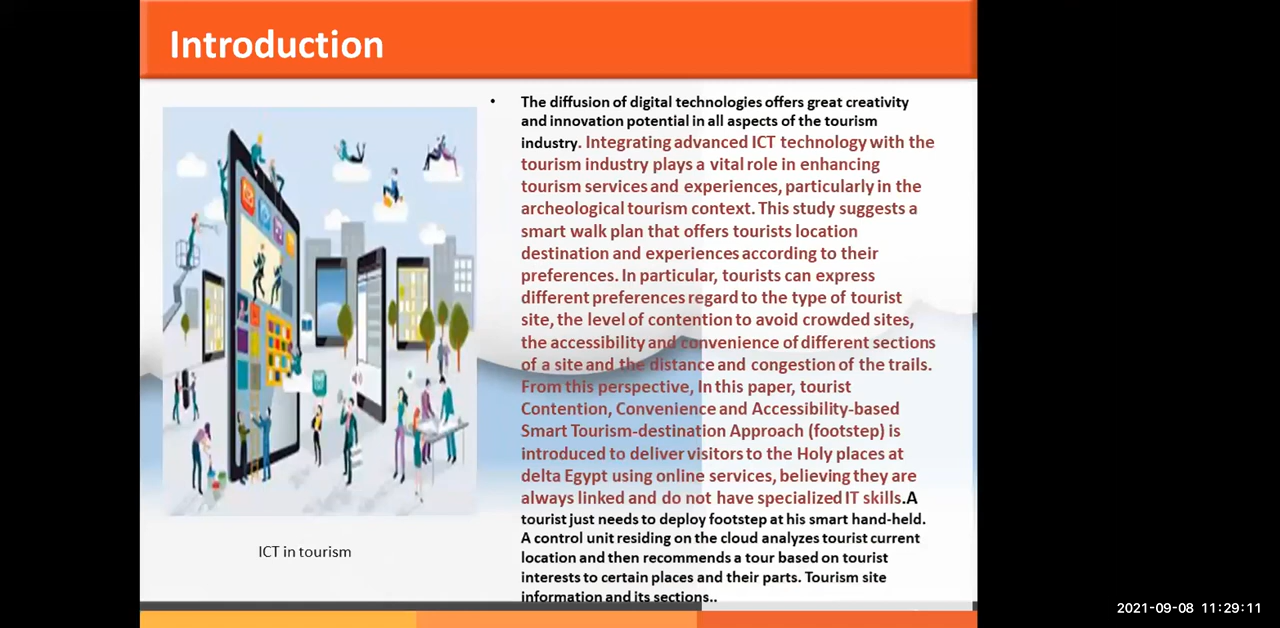 Introduction
• The diffusion of digital technologies offers great creativity
and innovation potential in all aspects of the tourism
industry. Integrating advanced ICT technology with the
tourism industry plays a vital role in enhancing
tourism services and experiences, particularly in the
archeological tourism context. This study suggests a
smart walk plan that offers tourists location
destination and experiences according to their
preferences. In particular, tourists can express
different preferences regard to the type of tourist
site, the level of contention to avoid crowded sites,
the accessibility and convenience of different sections
of a site and the distance and congestion of the trails.
From this perspective, In this paper, tourist
Contention, Convenience and Accessibility-based
Smart Tourism-destination Approach (footstep) is
introduced to deliver visitors to the Holy places at
delta Egypt using online services, believing they are
always linked and do not have specialized IT skills.A
tourist just needs to deploy footstep at his smart hand-held.
A control unit residing on the cloud analyzes tourist current
location and then recommends a tour based on tourist
interests to certain places and their parts. Tourism site
information and its sections..
ICT in tourism
2021-09-08 11:29:11